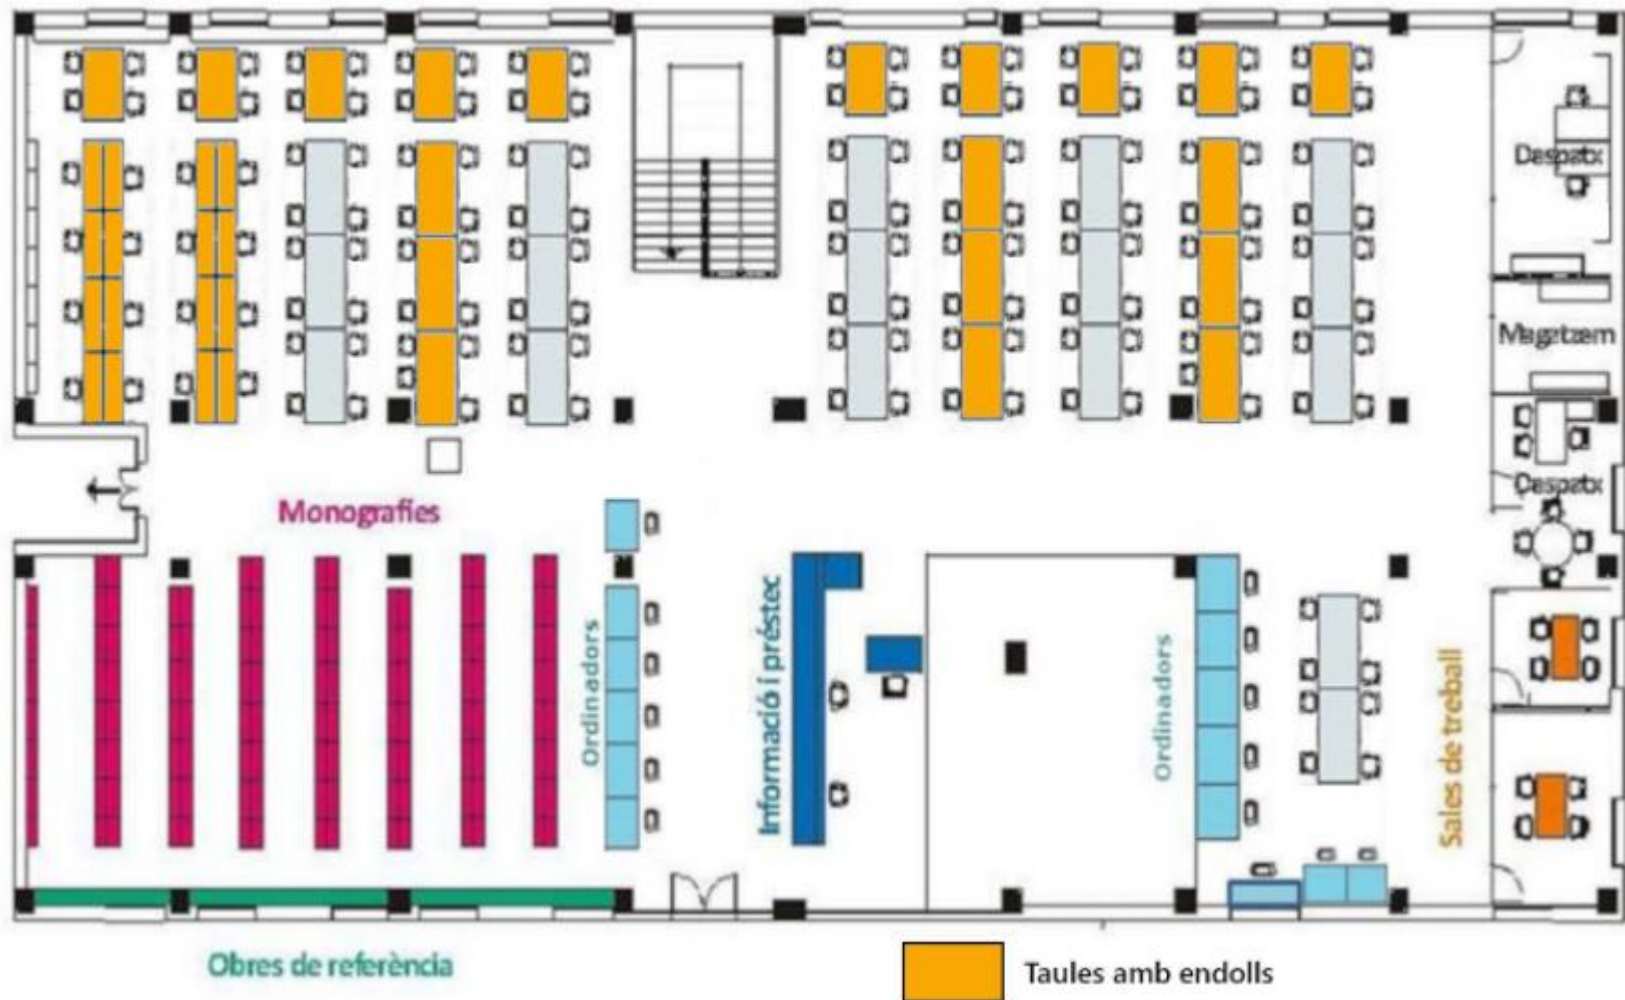 Despatx
Magatzem
Despatx
Monografies
Ordinadors
Informació i préstec
Ordinadors
Sales de treball
Obres de referència
Taules amb endolls